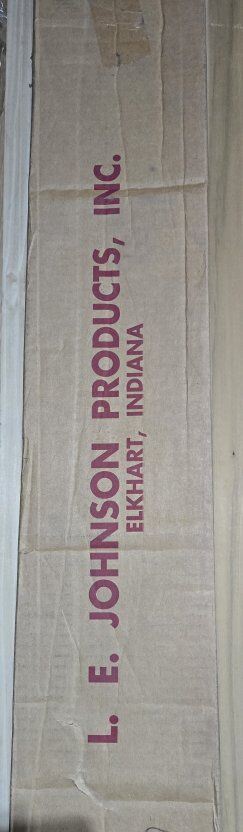 L. E. JOHNSON PRODUCTS, INC.
ELKHART, INDIANA